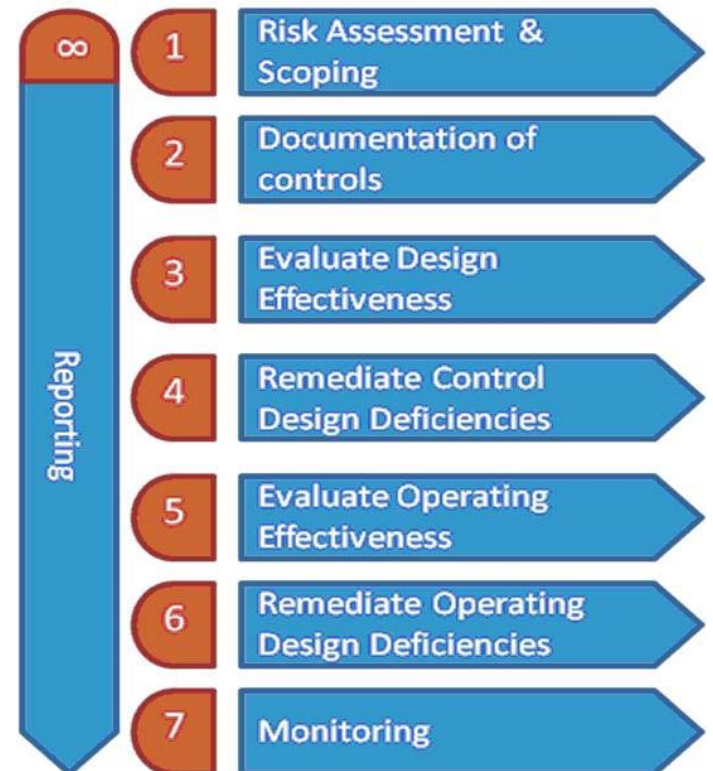 8
Reporting
1
Risk Assessment &
Scoping
2
Documentation of
controls
3
Evaluate Design
Effectiveness
4
Remediate Control
Design Deficiencies
5
Evaluate Operating
Effectiveness
6
Remediate Operating
Design Deficiencies
7
Monitoring